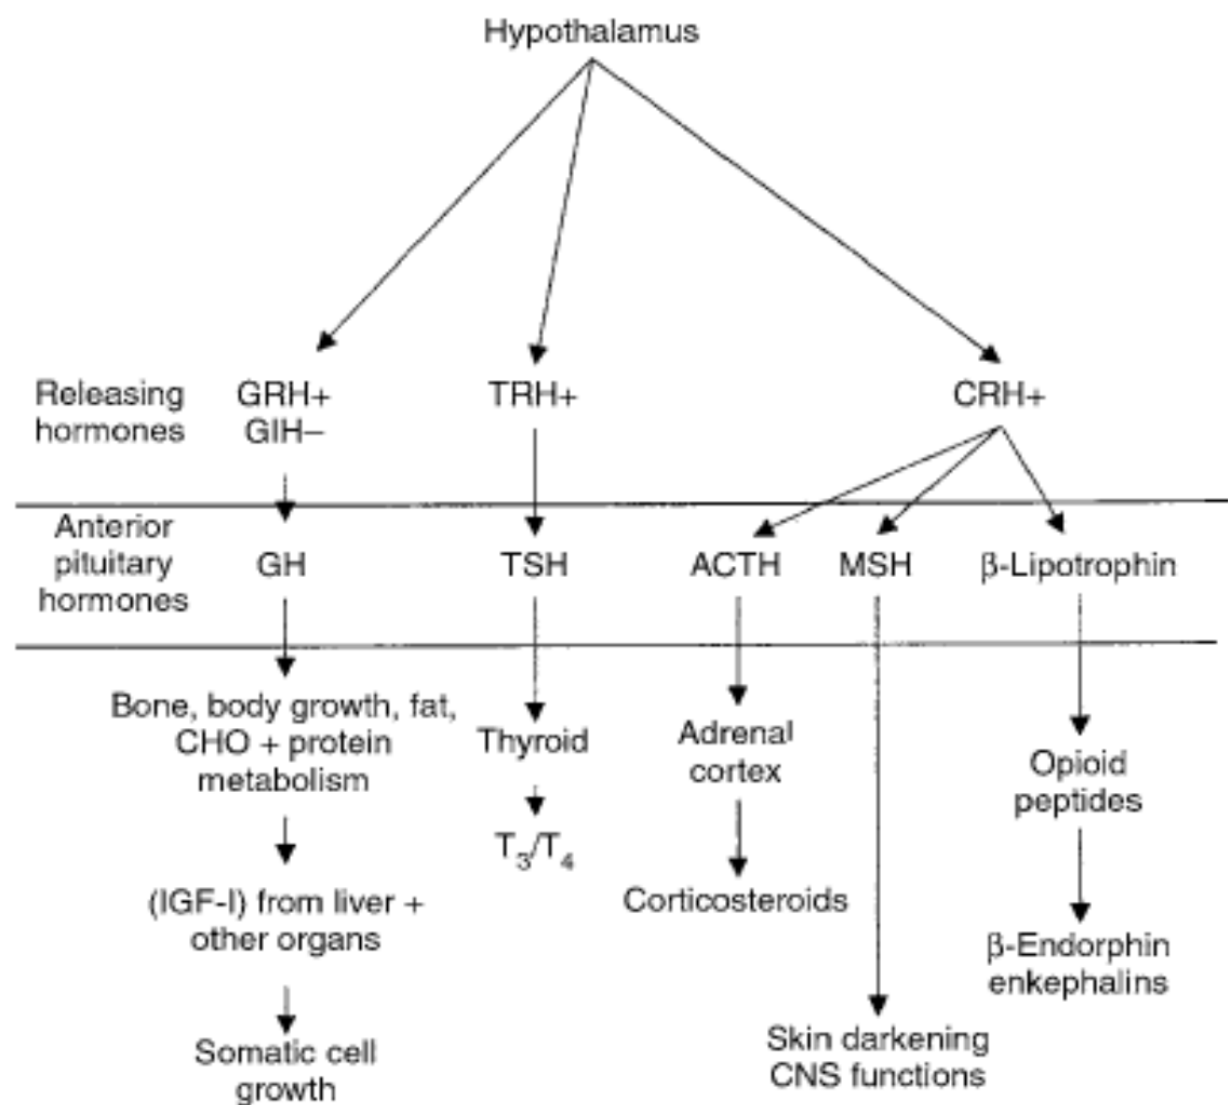 Hypothalamus
Releasing
hormones
GRH+
GIH–
TRH+
CRH+
Anterior
pituitary
hormones
GH
TSH
ACTH
MSH
β-Lipotrophin
Bone, body growth, fat,
CHO + protein
metabolism
Thyroid
Adrenal
cortex
Opioid
peptides
T₃/T₄
(IGF-I) from liver +
other organs
Corticosteroids
β-Endorphin
enkephalins
Somatic cell
growth
Skin darkening
CNS functions